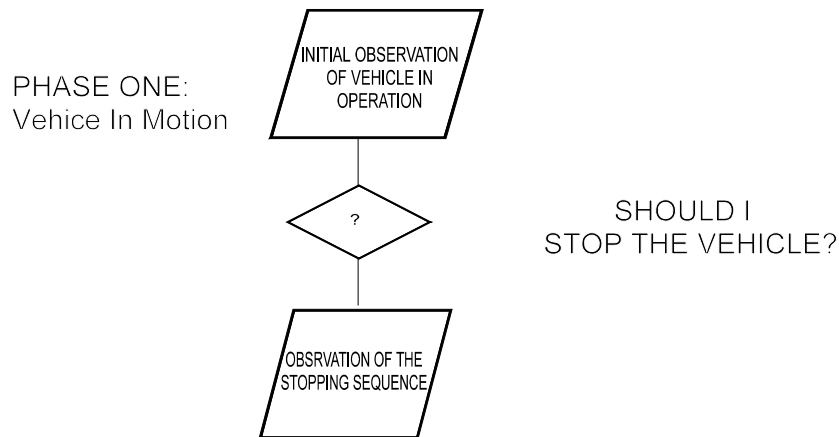 INITIAL OBSERVATION
OF VEHICLE IN
OPERATION
PHASE ONE:
Vehice In Motion
?
SHOULD I
STOP THE VEHICLE?
OBSRVATION OF THE
STOPPING SEQUENCE